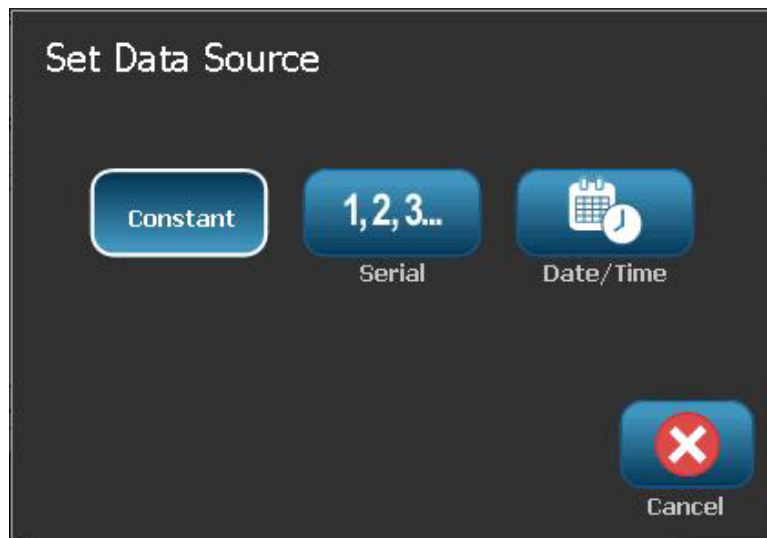 Set Data Source
Constant
1, 2, 3...
Serial
Date/Time
Cancel